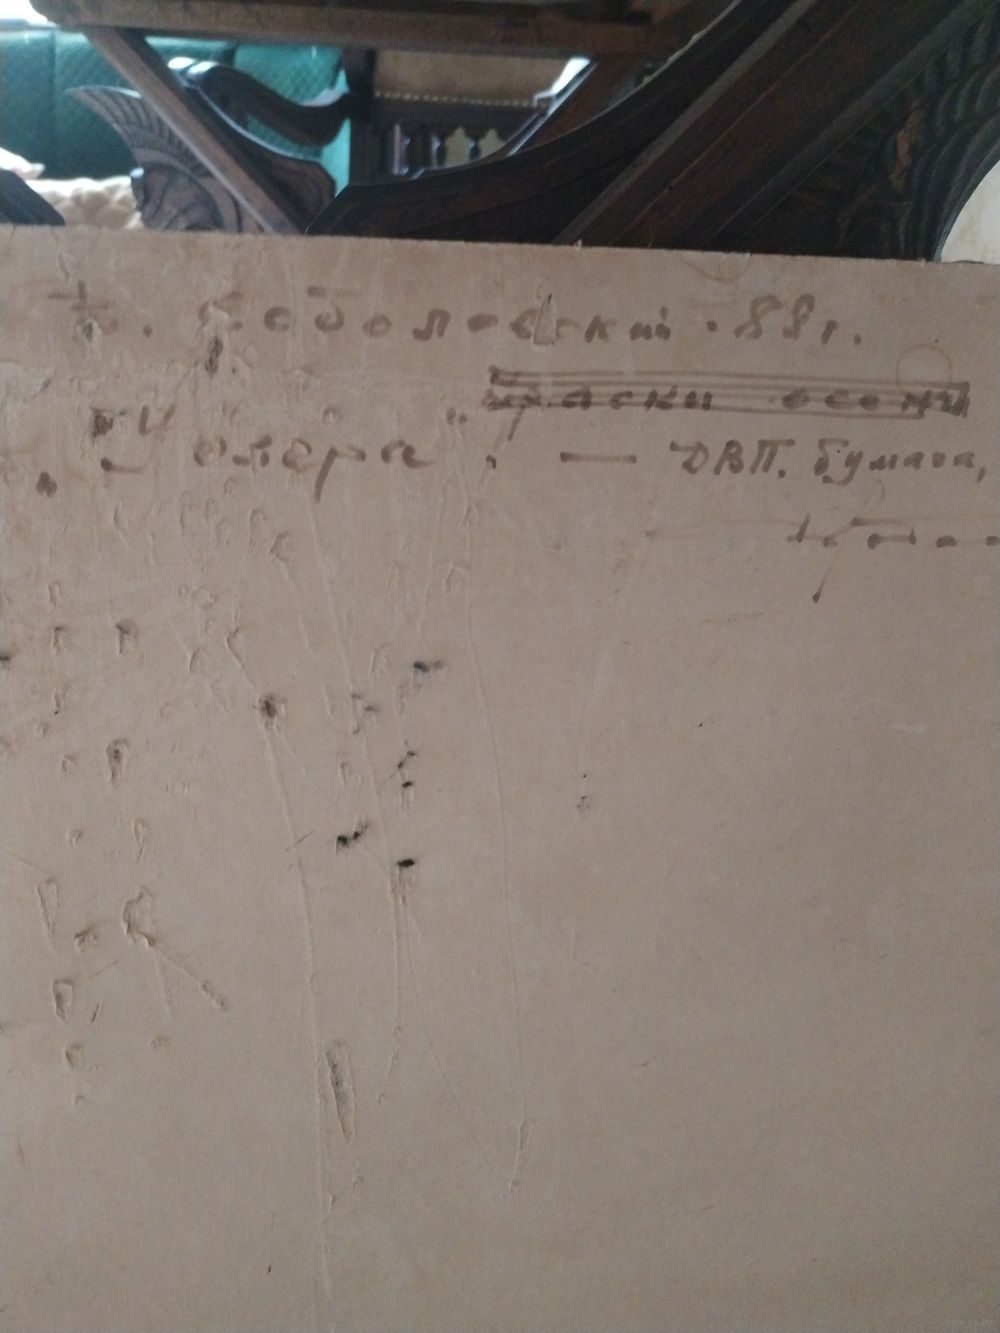 Б. Соболевский. 88 г.
"Краски осени
"У озера". — ДВП. бумага,